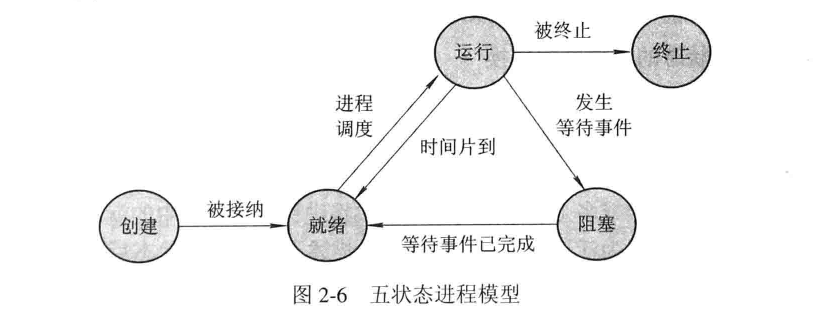 被终止
运行
终止
进程
调度
发生
等待事件
时间片到
被接纳
创建
就绪
阻塞
等待事件已完成
图 2-6 五状态进程模型